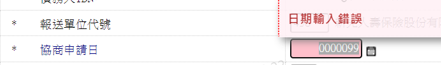 日期輸入錯誤
* 報送單位代號
* 協商申請日 0000099